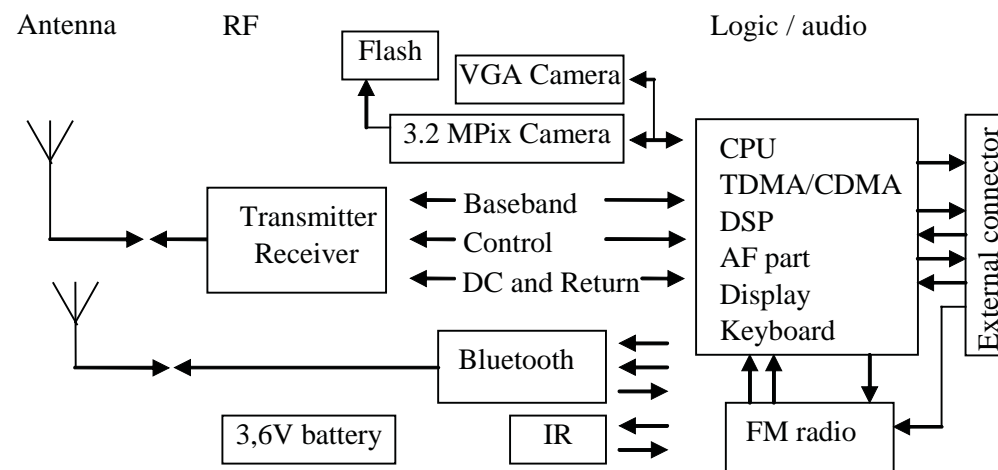 Antenna
RF
Logic / audio
Flash
VGA Camera
3.2 MPix Camera
CPU
TDMA/CDMA
DSP
AF part
Display
Keyboard
External connector
Transmitter
Receiver
Baseband
Control
DC and Return
Bluetooth
3,6V battery
IR
FM radio